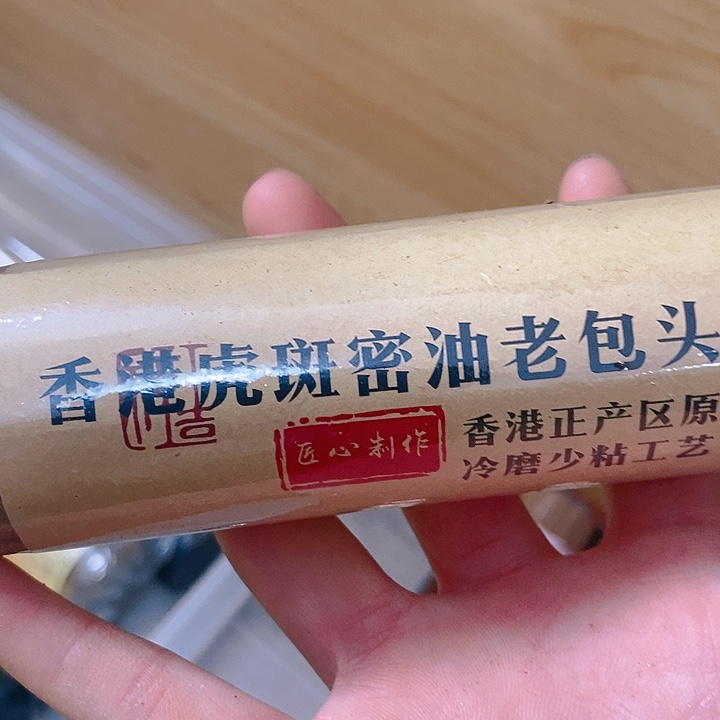 香港虎斑密油老包头
匠心制作
香港正产区原
冷磨少粘工艺